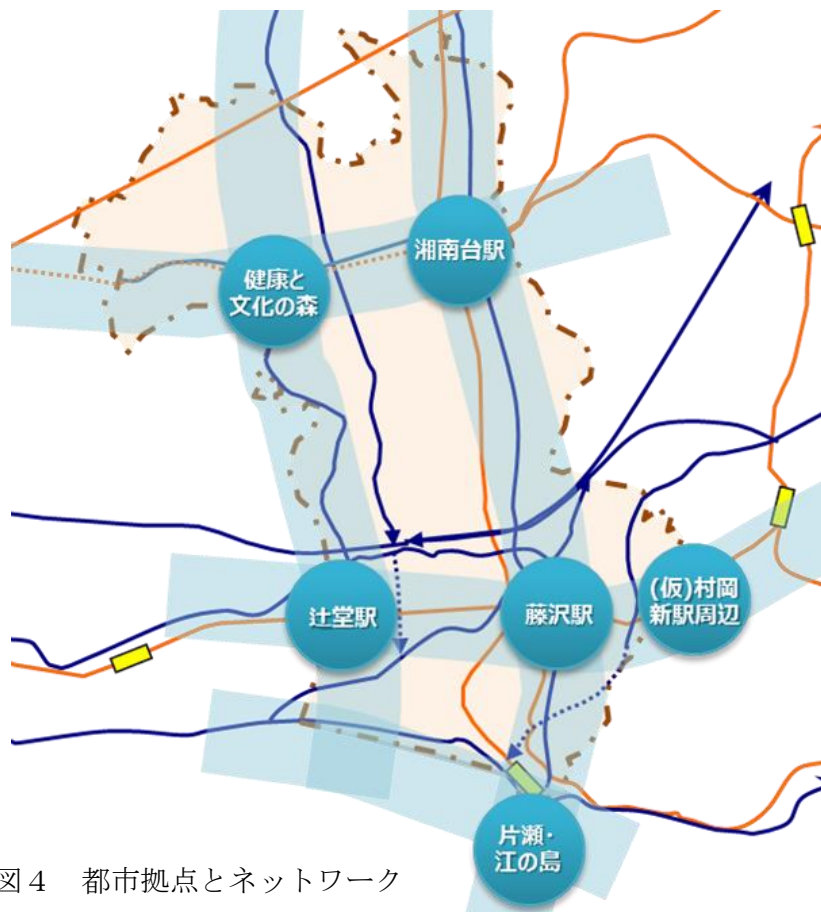 湘南台駅
健康と
文化の森
(仮)村岡
新駅周辺
辻堂駅
藤沢駅
片瀬・
江の島
図４　都市拠点とネットワーク